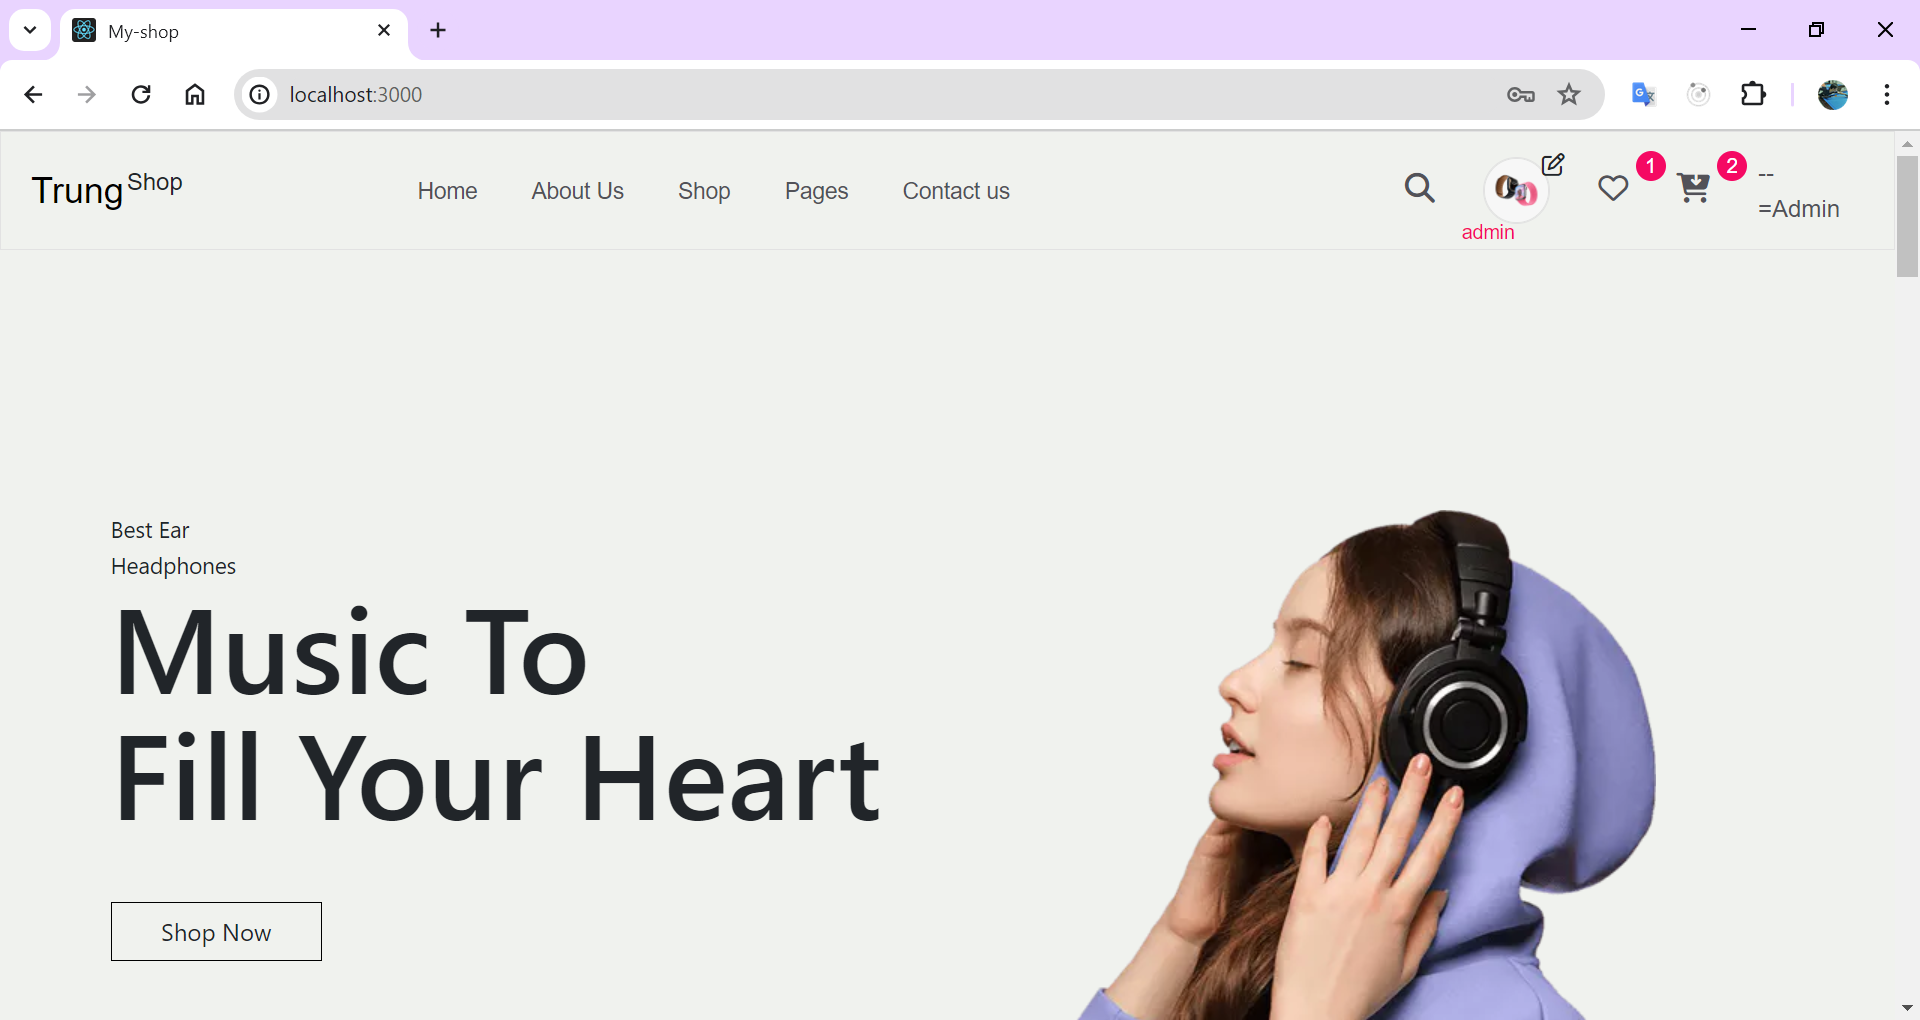 My-shop
localhost:3000
Trung Shop
Home About Us Shop Pages Contact us
1
2
--
=Admin
admin
Best Ear
Headphones
Music To
Fill Your Heart
Shop Now